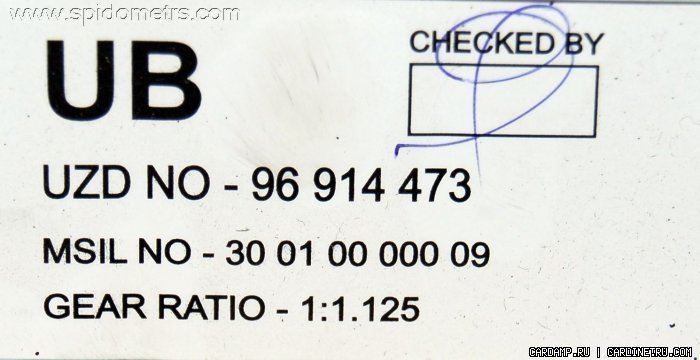 www.spidometrs.com
UB
CHECKED BY
UZD NO - 96 914 473
MSIL NO - 30 01 00 000 09
GEAR RATIO - 1:1.125
CARDAMP.RU | CARDINETRU.COM